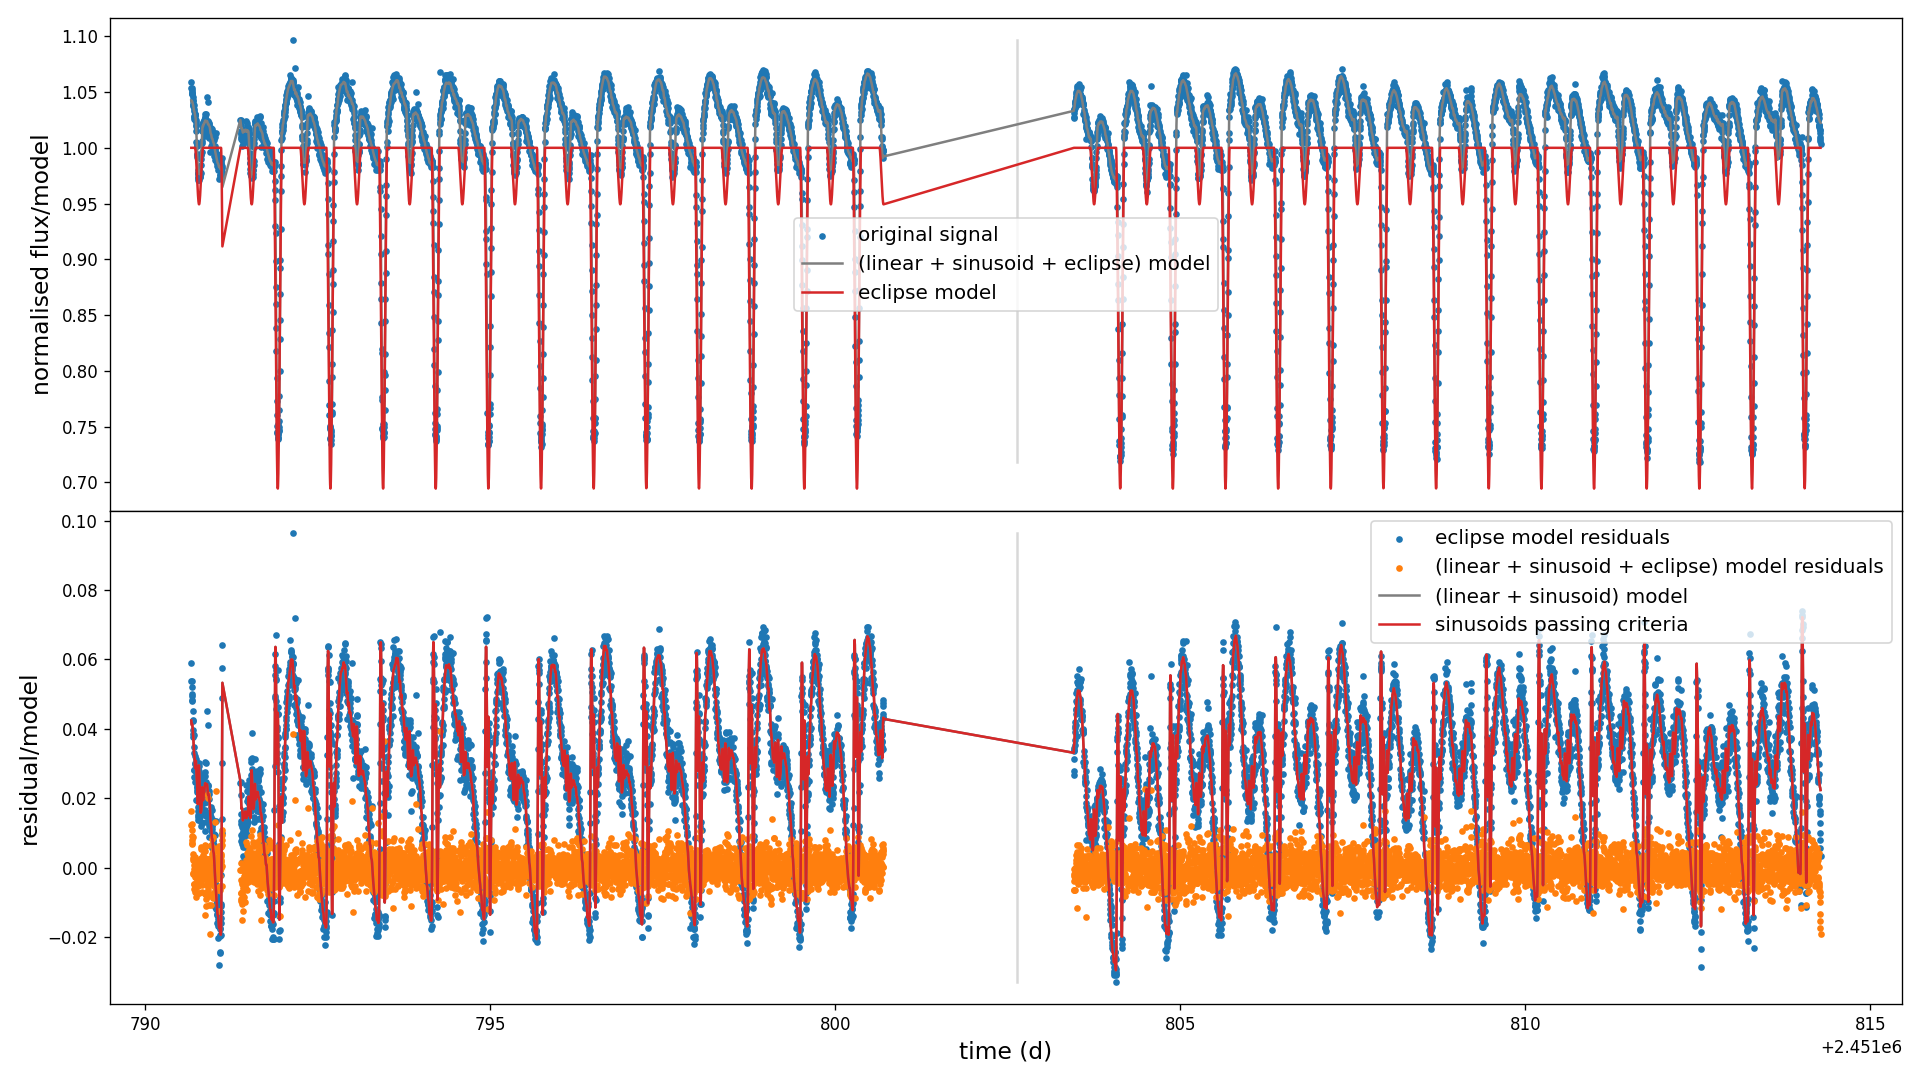 1.10
1.05
1.00
0.95
0.90
0.85
0.80
0.75
0.70
normalised flux/model
original signal
(linear + sinusoid + eclipse) model
eclipse model
0.10
0.08
0.06
0.04
0.02
0.00
−0.02
residual/model
eclipse model residuals
(linear + sinusoid + eclipse) model residuals
(linear + sinusoid) model
sinusoids passing criteria
790 795 800 805 810 815
time (d)
+2.451e6